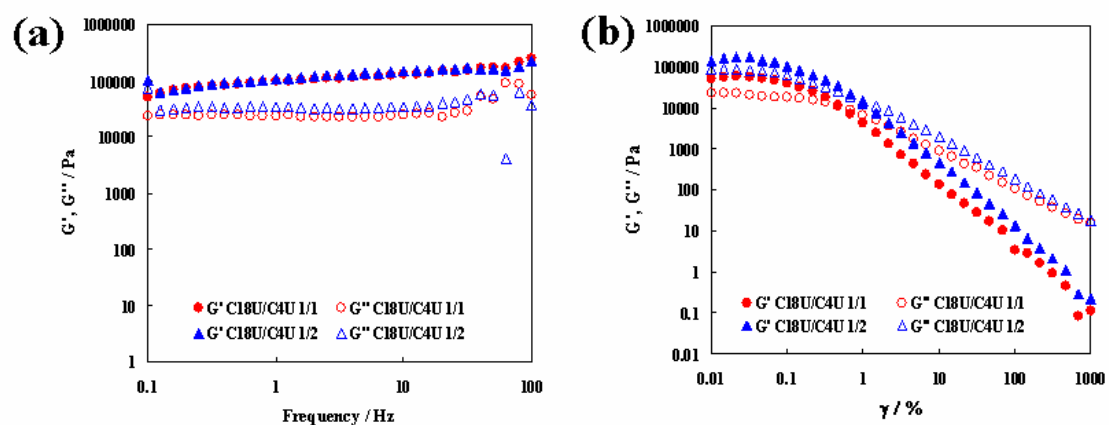 (a)
1000000
100000
10000
1000
100
10
1
G', G'' / Pa
0.1 1 10 100
Frequency / Hz
G' C18U/C4U 1/1 G'' C18U/C4U 1/1
G' C18U/C4U 1/2 G'' C18U/C4U 1/2
(b)
1000000
100000
10000
1000
100
10
1
0.1
0.01
G', G'' / Pa
0.01 0.1 1 10 100 1000
γ / %
G' C18U/C4U 1/1 G'' C18U/C4U 1/1
G' C18U/C4U 1/2 G'' C18U/C4U 1/2